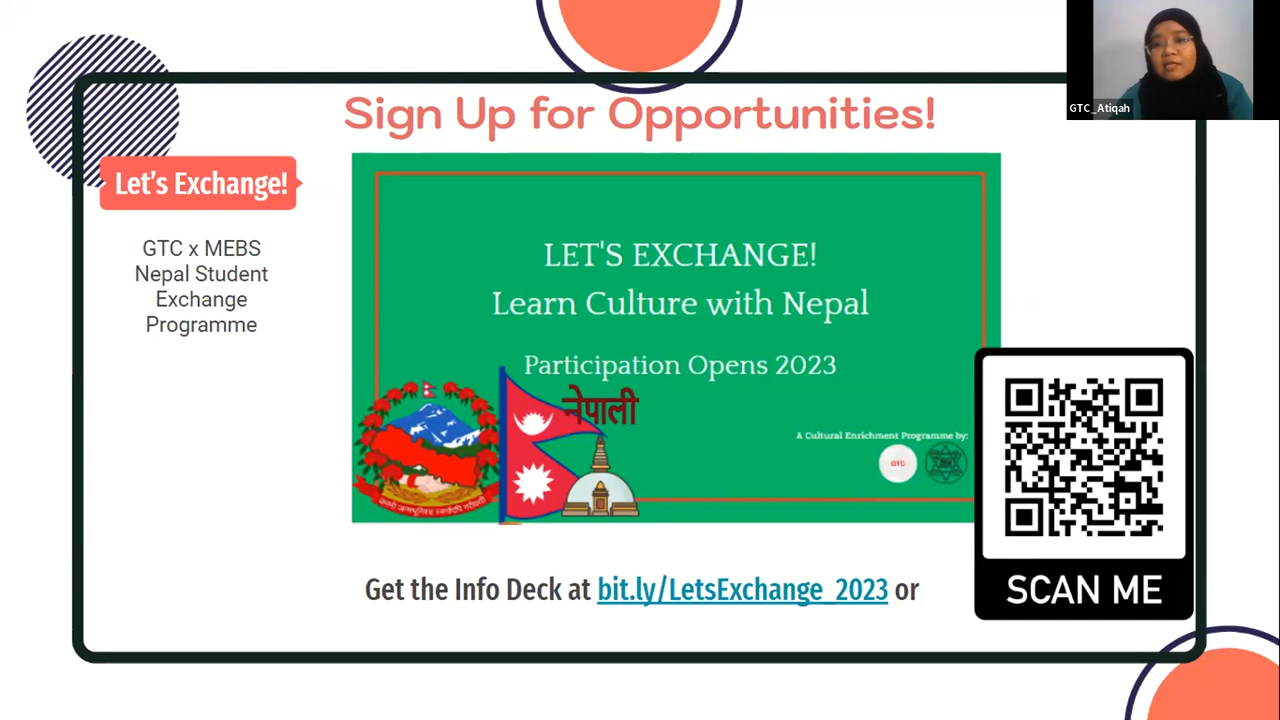 Sign Up for Opportunities!
GTC_Atiqah
Let's Exchange!
GTC x MEBS
Nepal Student
Exchange
Programme
LET'S EXCHANGE!
Learn Culture with Nepal
Participation Opens 2023
नेपाली
A Cultural Enrichment Programme by:
GTC
Get the Info Deck at bit.ly/LetsExchange_2023 or
SCAN ME